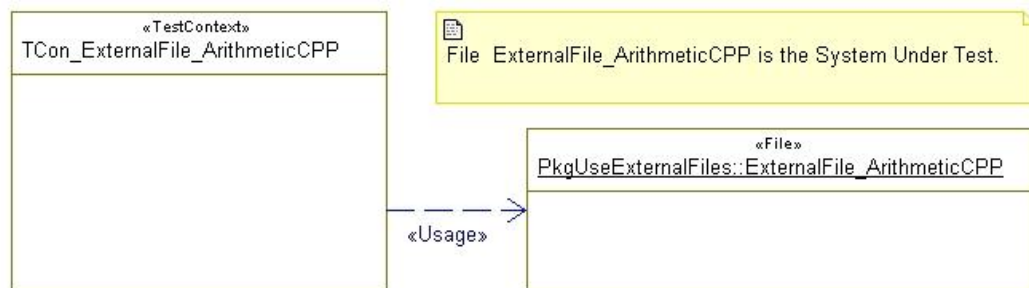 «TestContext»
TCon_ExternalFile_ArithmeticCPP
File ExternalFile_ArithmeticCPP is the System Under Test.
«File»
PkgUseExternalFiles::ExternalFile_ArithmeticCPP
«Usage»